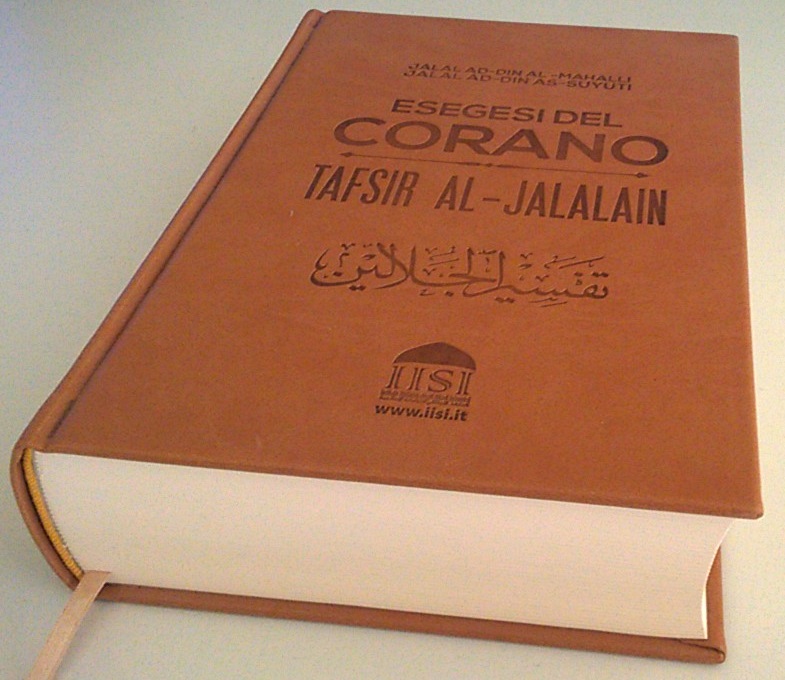 JALAL AD-DIN AL-MAHALLI
JALAL AD-DIN AS-SUYUTI
ESEGESI DEL
CORANO
TAFSIR AL-JALALAIN
تفسير الجلالين
IISI
www.iisi.it